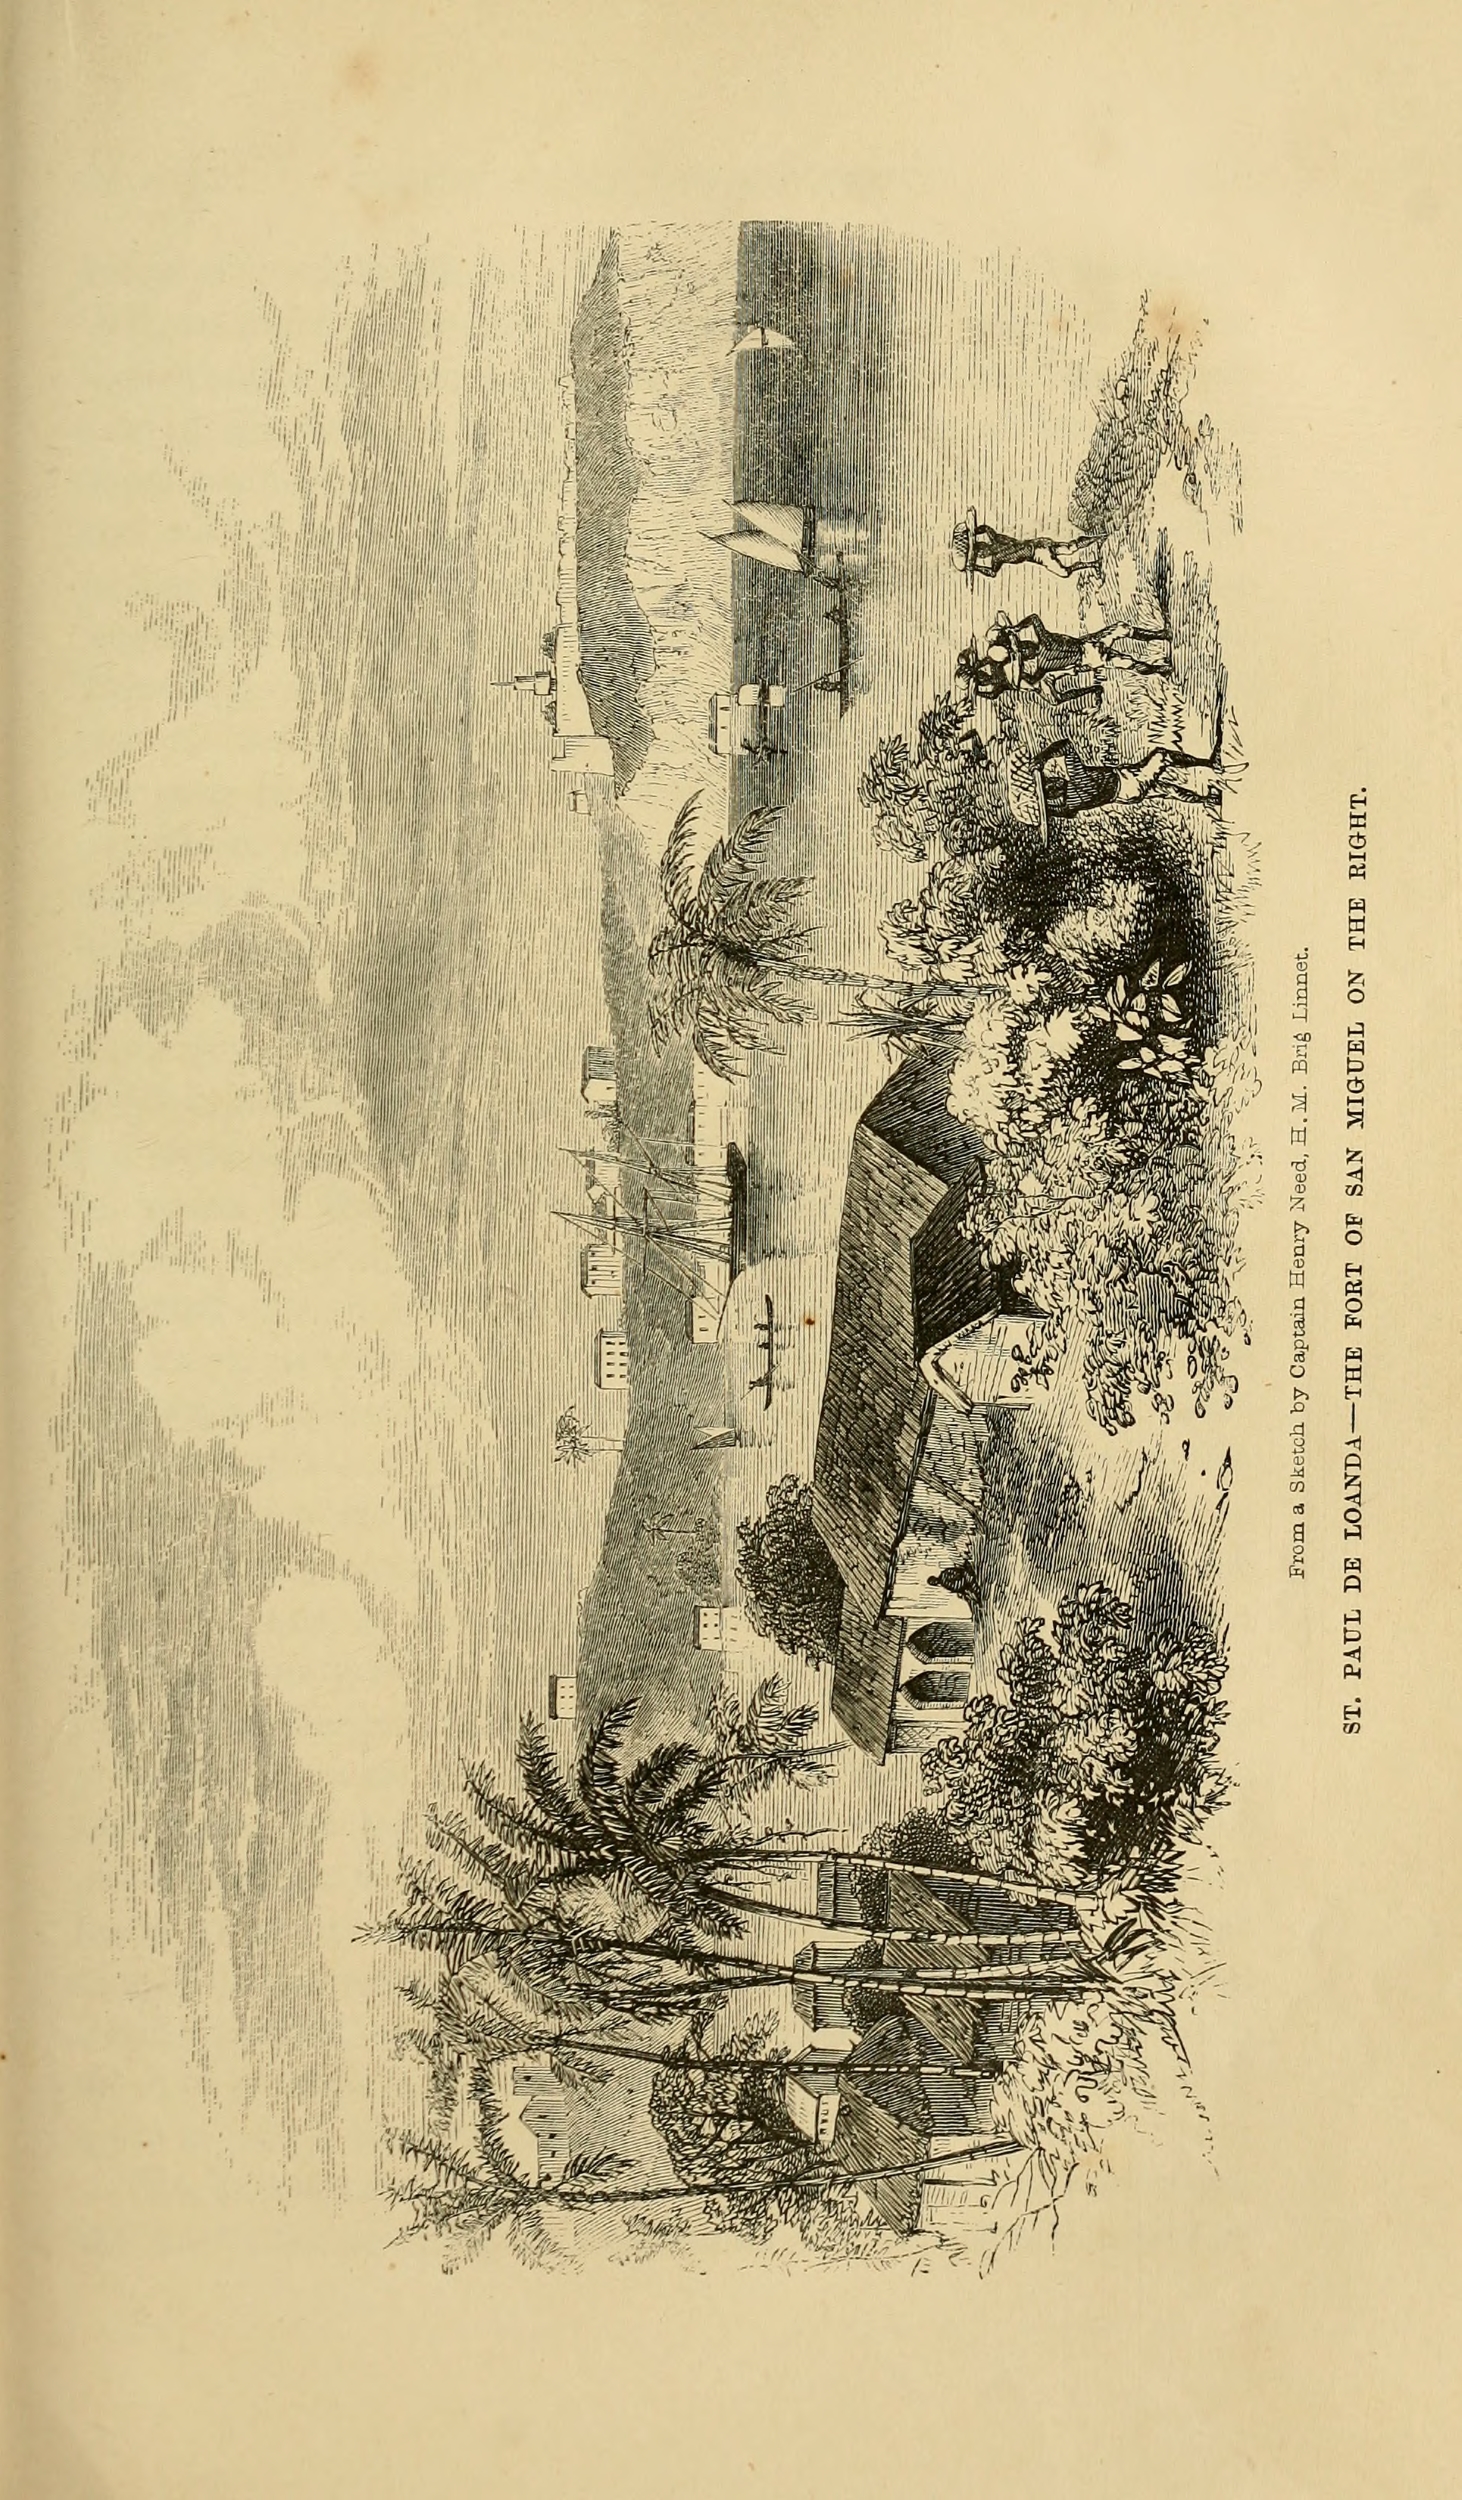 From a Sketch by Captain Henry Need, H. M. Brig Linnet.
ST. PAUL DE LOANDA—THE FORT OF SAN MIGUEL ON THE RIGHT.